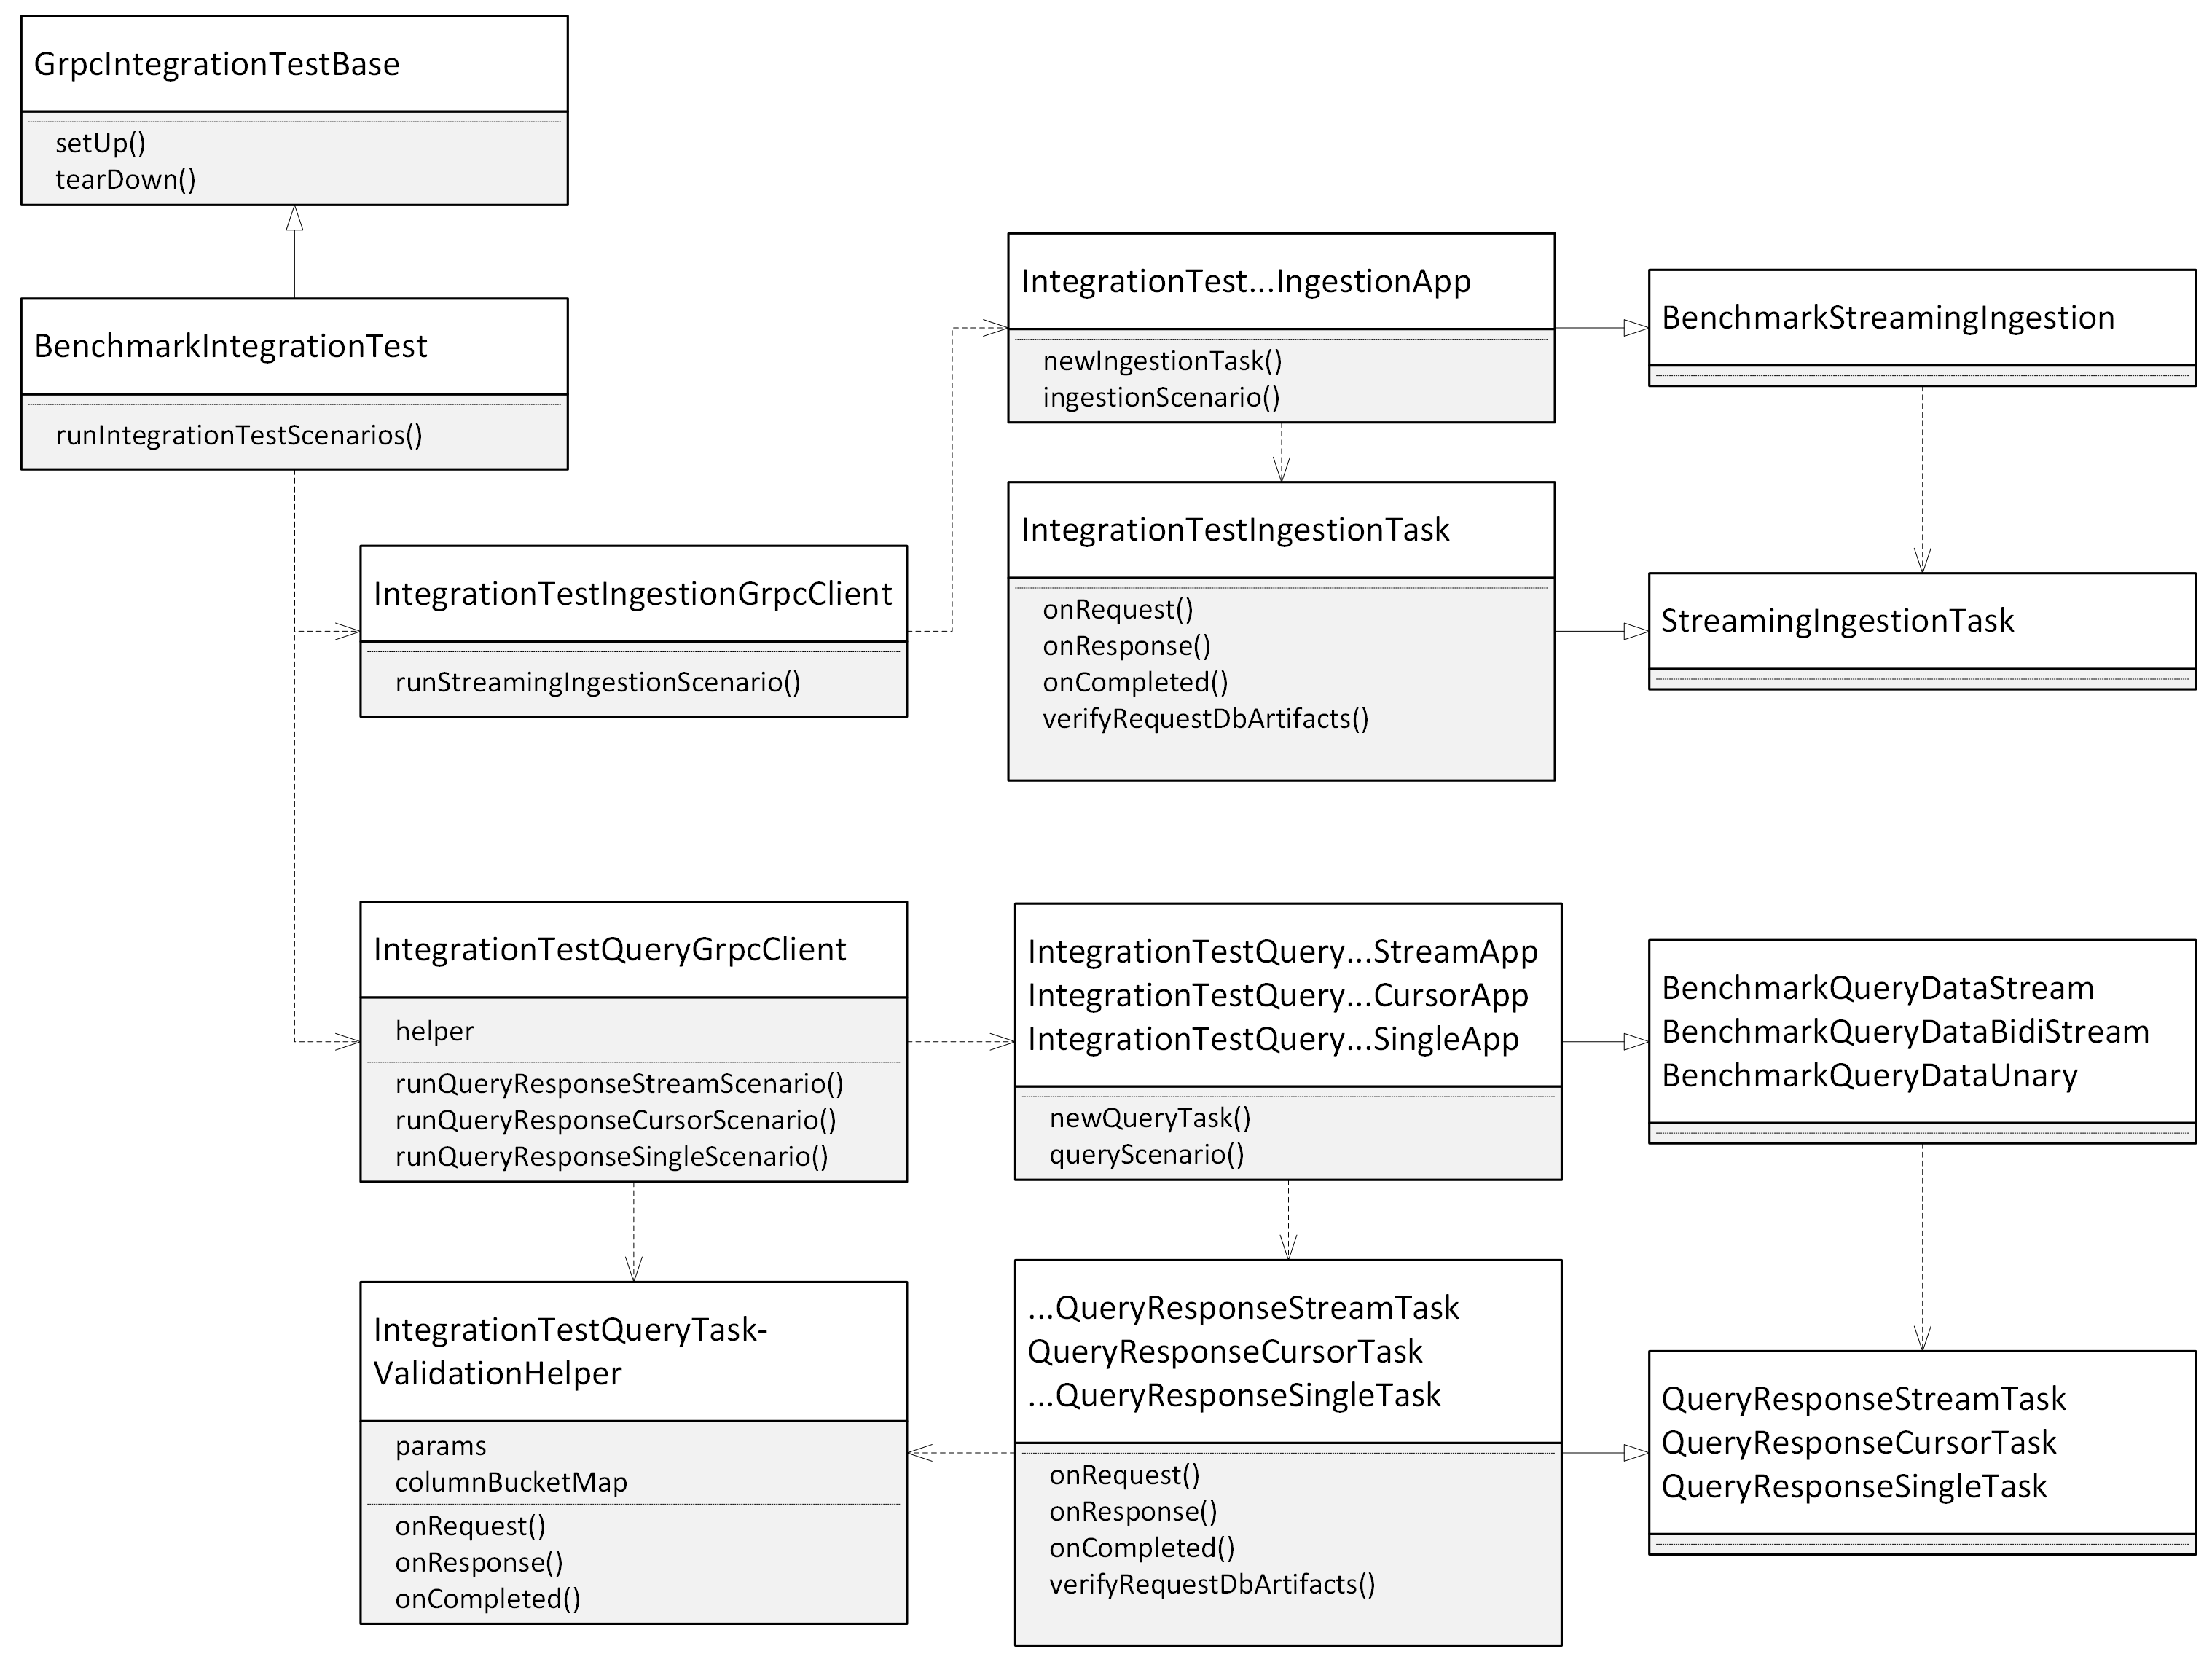 GrpcIntegrationTestBase
setUp()
tearDown()
BenchmarkIntegrationTest
runIntegrationTestScenarios()
IntegrationTest...IngestionApp
newIngestionTask()
ingestionScenario()
BenchmarkStreamingIngestion
IntegrationTestIngestionGrpcClient
runStreamingIngestionScenario()
IntegrationTestIngestionTask
onRequest()
onResponse()
onCompleted()
verifyRequestDbArtifacts()
StreamingIngestionTask
IntegrationTestQueryGrpcClient
helper
runQueryResponseStreamScenario()
runQueryResponseCursorScenario()
runQueryResponseSingleScenario()
IntegrationTestQuery...StreamApp
IntegrationTestQuery...CursorApp
IntegrationTestQuery...SingleApp
newQueryTask()
queryScenario()
BenchmarkQueryDataStream
BenchmarkQueryDataBidiStream
BenchmarkQueryDataUnary
IntegrationTestQueryTask-
ValidationHelper
params
columnBucketMap
onRequest()
onResponse()
onCompleted()
...QueryResponseStreamTask
QueryResponseCursorTask
...QueryResponseSingleTask
onRequest()
onResponse()
onCompleted()
verifyRequestDbArtifacts()
QueryResponseStreamTask
QueryResponseCursorTask
QueryResponseSingleTask